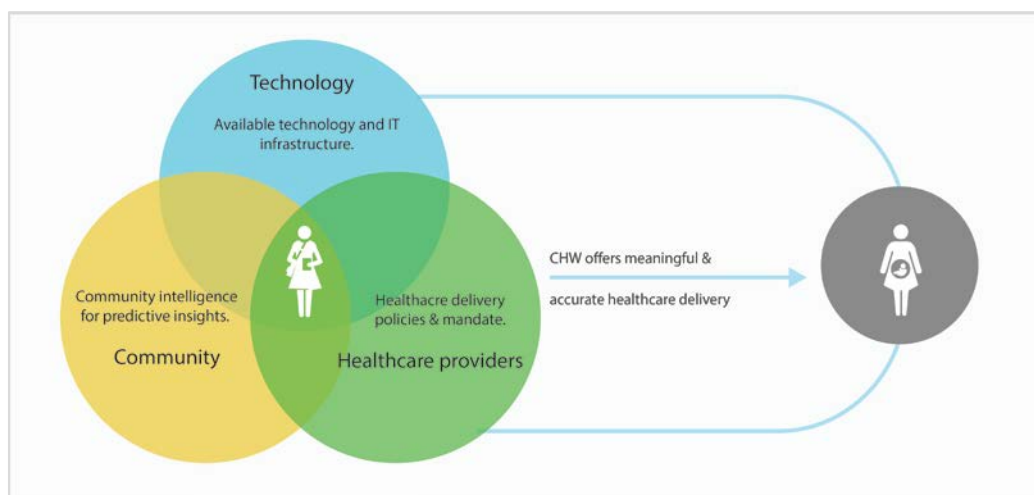 Technology
Available technology and IT
infrastructure.
Community intelligence
for predictive insights.
Community
Healthacre delivery
policies & mandate.
Healthcare providers
CHW offers meaningful &
accurate healthcare delivery